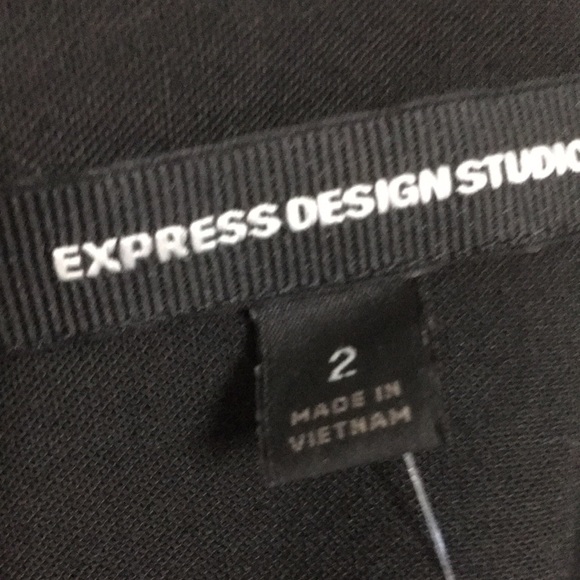 EXPRESS DESIGN STUDIO
2
MADE IN
VIETNAM